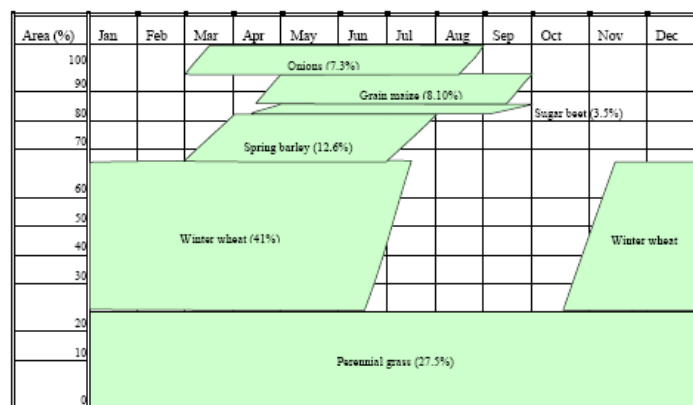 Area (%) Jan Feb Mar Apr May Jun Jul Aug Sep Oct Nov Dec
100
Onions (7.3%)
90
Grain maize (8.10%)
80
Sugar beet (3.5%)
70
Spring barley (12.6%)
60
50
40
Winter wheat (41%)
Winter wheat
30
20
10
Perennial grass (27.5%)
0